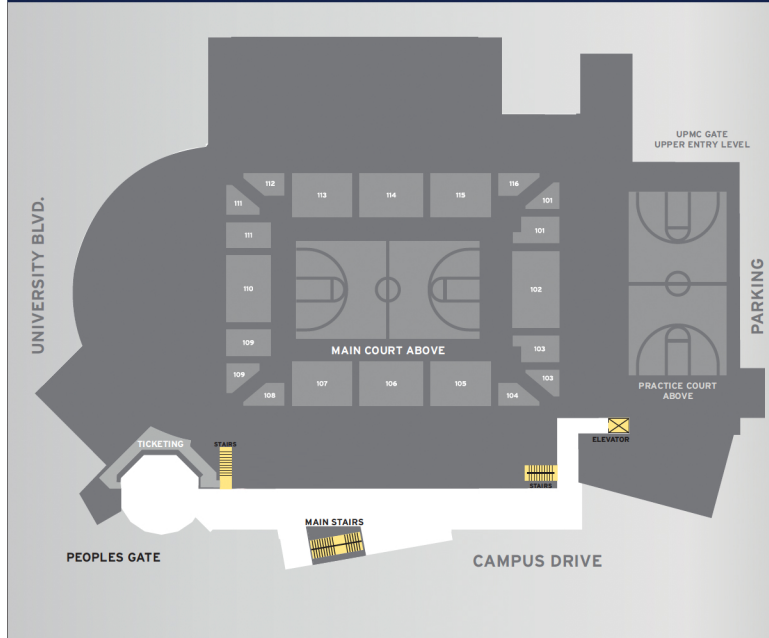 UPMC GATE
UPPER ENTRY LEVEL
112
113
114
115
116
111
101
111
101
110
102
UNIVERSITY BLVD.
PARKING
109
103
MAIN COURT ABOVE
109
103
108
107
106
105
104
PRACTICE COURT
ABOVE
TICKETING
STAIRS
ELEVATOR
STAIRS
MAIN STAIRS
PEOPLES GATE
CAMPUS DRIVE